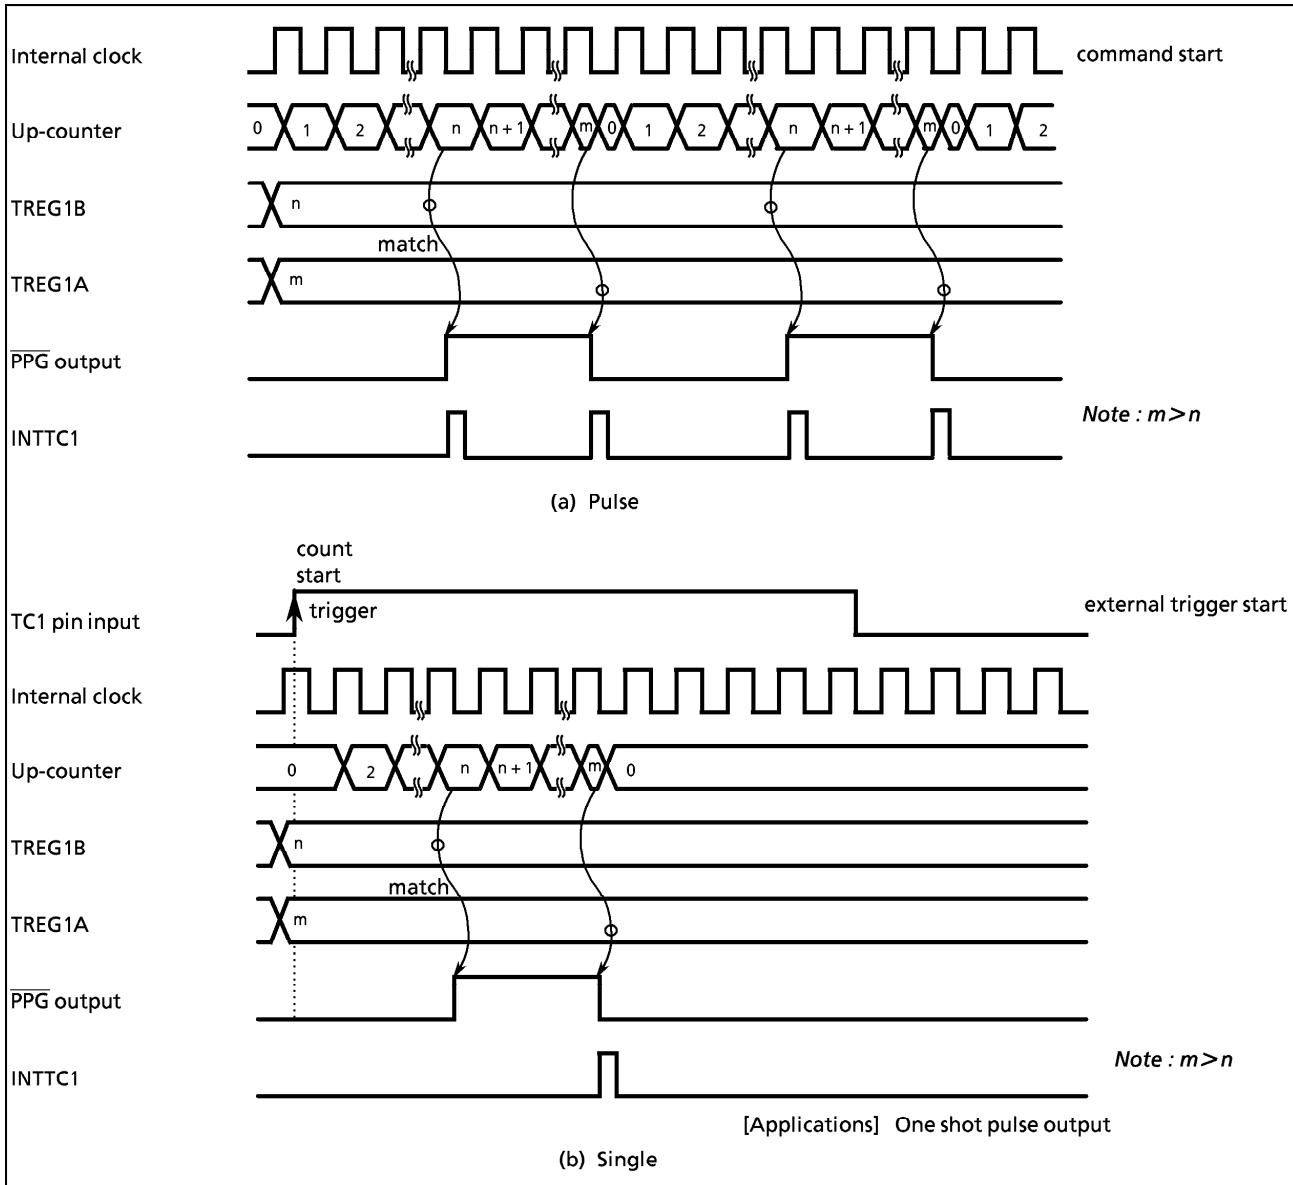 Internal clock
command start
Up-counter
0 1 2 n n + 1 m 0 1 2 n n + 1 m 0 1 2
TREG1B
n
match
TREG1A
m
PPG output
Note : m>n
INTTC1
(a) Pulse
count
start
trigger
TC1 pin input
external trigger start
Internal clock
Up-counter
0 2 n n + 1 m 0
TREG1B
n
match
TREG1A
m
PPG output
Note : m>n
INTTC1
[Applications] One shot pulse output
(b) Single